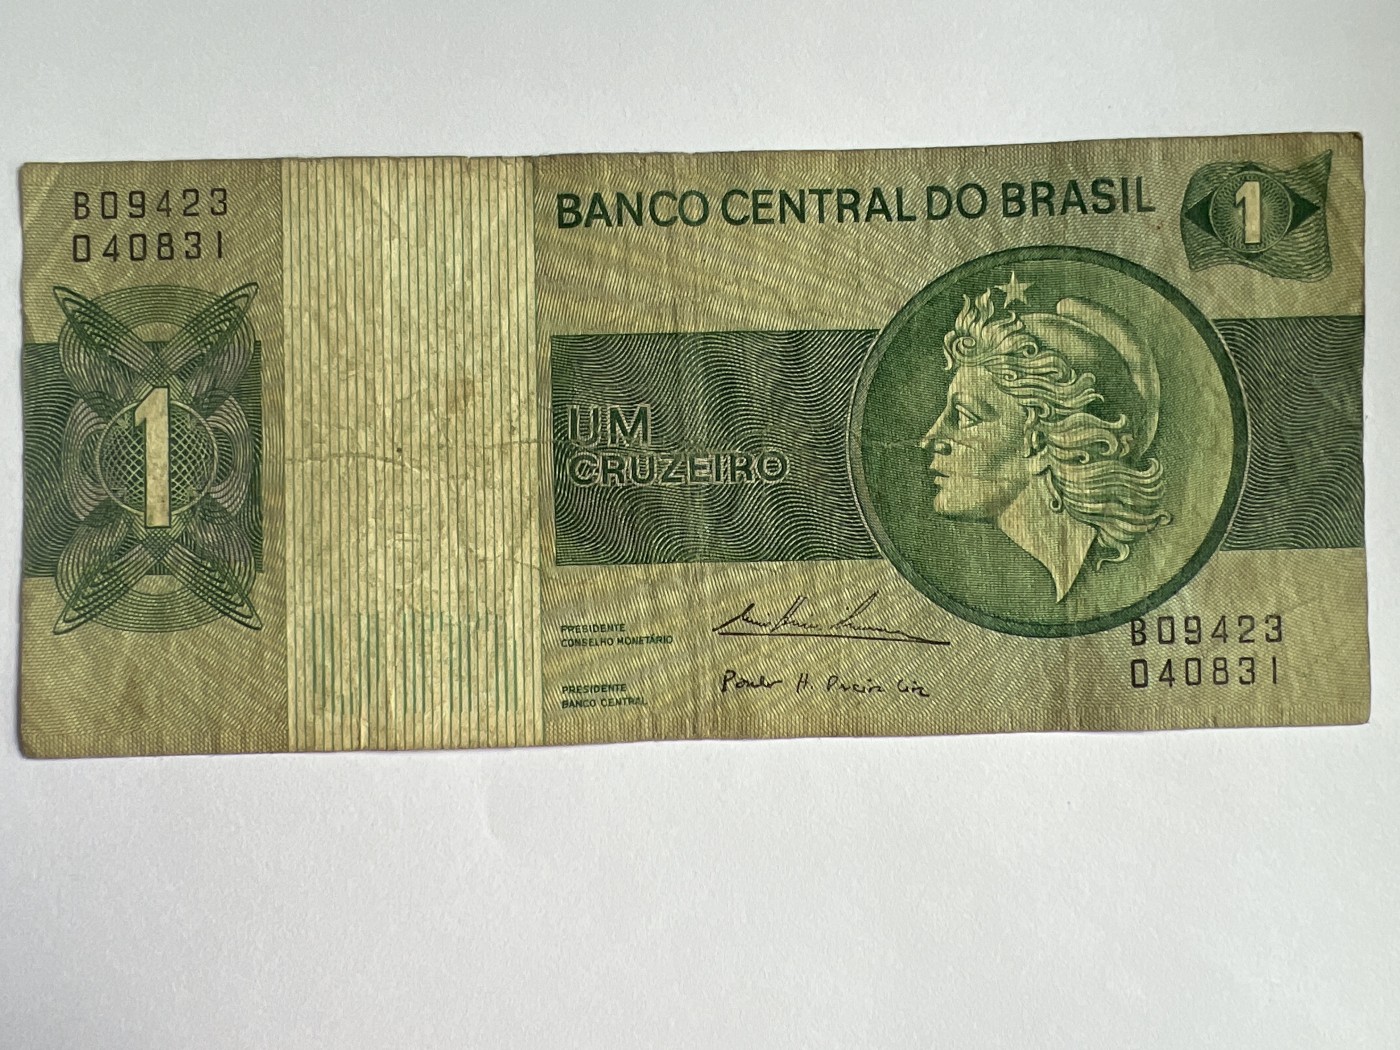 B09423
040831
BANCO CENTRAL DO BRASIL
1
1
UM
CRUZEIRO
PRESIDENTE
CONSELHO MONETÁRIO
PRESIDENTE
BANCO CENTRAL
B09423
040831